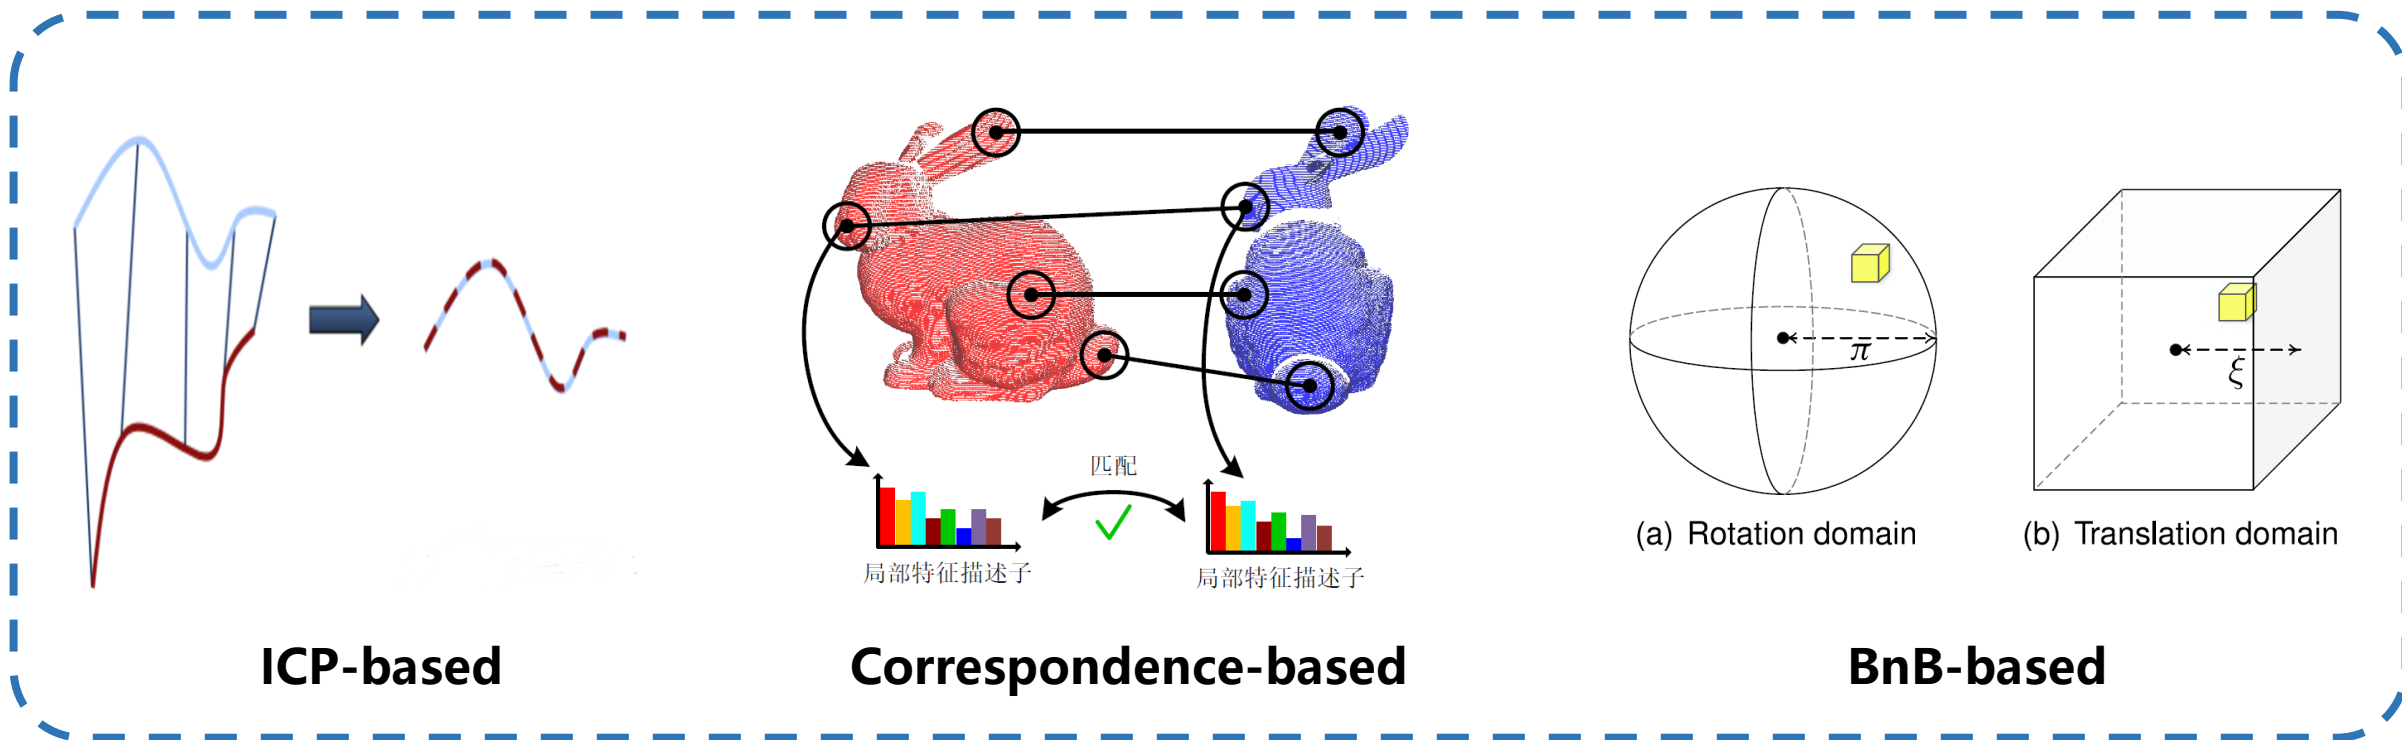 匹配
局部特征描述子
局部特征描述子
ICP-based
Correspondence-based
π
ξ
(a) Rotation domain
(b) Translation domain
BnB-based